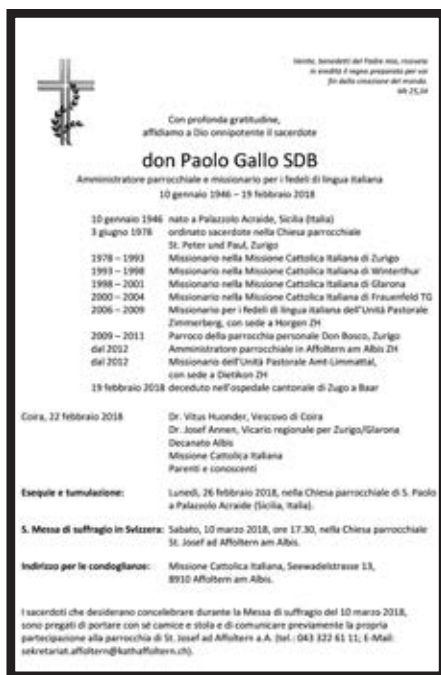 Venite, benedetti del Padre mio, ricevete
in eredità il regno preparato per voi
fin dalla creazione del mondo.
Mt 25,34
Con profonda gratitudine,
affidiamo a Dio onnipotente il sacerdote
don Paolo Gallo SDB
Amministratore parrocchiale e missionario per i fedeli di lingua italiana
10 gennaio 1946 – 19 febbraio 2018
10 gennaio 1946 nato a Palazzolo Acraide, Sicilia (Italia)
3 giugno 1978 ordinato sacerdote nella Chiesa parrocchiale
St. Peter und Paul, Zurigo
1978 – 1993 Missionario nella Missione Cattolica Italiana di Zurigo
1993 – 1998 Missionario nella Missione Cattolica Italiana di Winterthur
1998 – 2001 Missionario nella Missione Cattolica Italiana di Glarona
2000 – 2004 Missionario nella Missione Cattolica Italiana di Frauenfeld TG
2006 – 2009 Missionario per i fedeli di lingua italiana dell'Unità Pastorale
Zimmerberg, con sede a Horgen ZH
2009 – 2011 Parroco della parrocchia personale Don Bosco, Zurigo
dal 2012 Amministratore parrocchiale in Affoltern am Albis ZH
dal 2012 Missionario dell'Unità Pastorale Amt-Limmattal,
con sede a Dietikon ZH
19 febbraio 2018 deceduto nell'ospedale cantonale di Zugo a Baar
Coira, 22 febbraio 2018 Dr. Vitus Huonder, Vescovo di Coira
Dr. Josef Annen, Vicario regionale per Zurigo/Glarona
Decanato Albis
Missione Cattolica Italiana
Parenti e conoscenti
Esequie e tumulazione: Lunedì, 26 febbraio 2018, nella Chiesa parrocchiale di S. Paolo
a Palazzolo Acraide (Sicilia, Italia).
S. Messa di suffragio in Svizzera: Sabato, 10 marzo 2018, ore 17.30, nella Chiesa parrocchiale
St. Josef ad Affoltern am Albis.
Indirizzo per le condoglianze: Missione Cattolica Italiana, Seewadelstrasse 13,
8910 Affoltern am Albis.
I sacerdoti che desiderano concelebrare durante la Messa di suffragio del 10 marzo 2018,
sono pregati di portare con sé camice e stola e di comunicare previamente la propria
partecipazione alla parrocchia di St. Josef ad Affoltern a.A. (tel.: 043 322 61 11; E-Mail:
sekretariat.affoltern@kathaffoltern.ch).